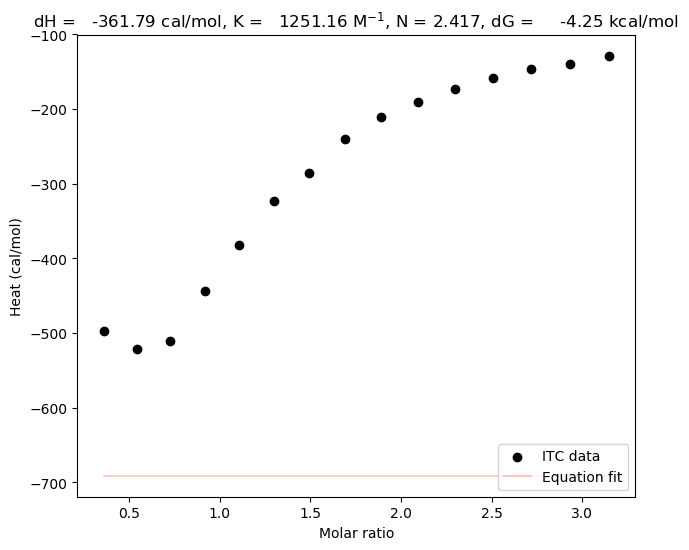 dH =   -361.79 cal/mol, K =   1251.16 M⁻¹, N = 2.417, dG =     -4.25 kcal/mol
−100
−200
−300
−400
−500
−600
−700
Heat (cal/mol)
ITC data
Equation fit
0.5 1.0 1.5 2.0 2.5 3.0
Molar ratio